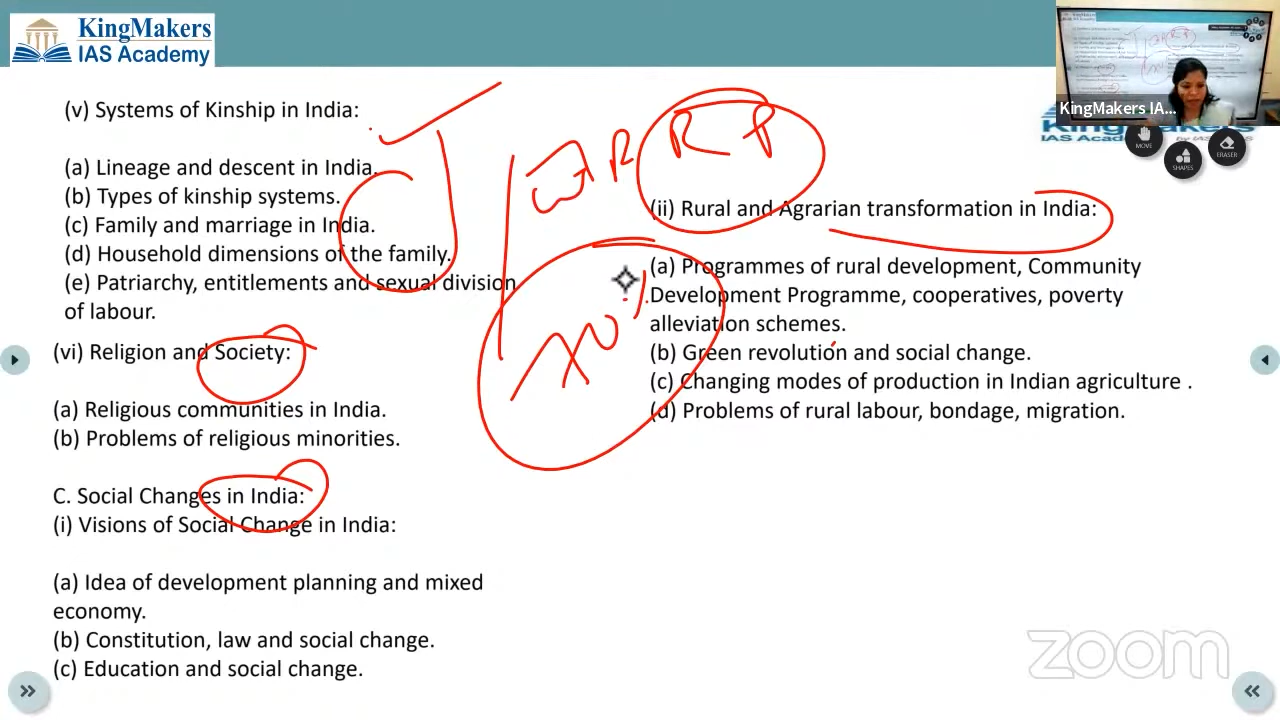 KingMakers
IAS Academy
(v) Systems of Kinship in India:
(a) Lineage and descent in India.
(b) Types of kinship systems.
(c) Family and marriage in India.
(d) Household dimensions of the family.
(e) Patriarchy, entitlements and sexual division
of labour.
(vi) Religion and Society:
(a) Religious communities in India.
(b) Problems of religious minorities.
C. Social Changes in India:
(i) Visions of Social Change in India:
(a) Idea of development planning and mixed
economy.
(b) Constitution, law and social change.
(c) Education and social change.
R P
70%
(ii) Rural and Agrarian transformation in India:
(a) Programmes of rural development, Community
Development Programme, cooperatives, poverty
alleviation schemes.
(b) Green revolution and social change.
(c) Changing modes of production in Indian agriculture .
(d) Problems of rural labour, bondage, migration.
KingMakers IA...
KingMakers
MOVE
SHAPES
ERASER
zoom